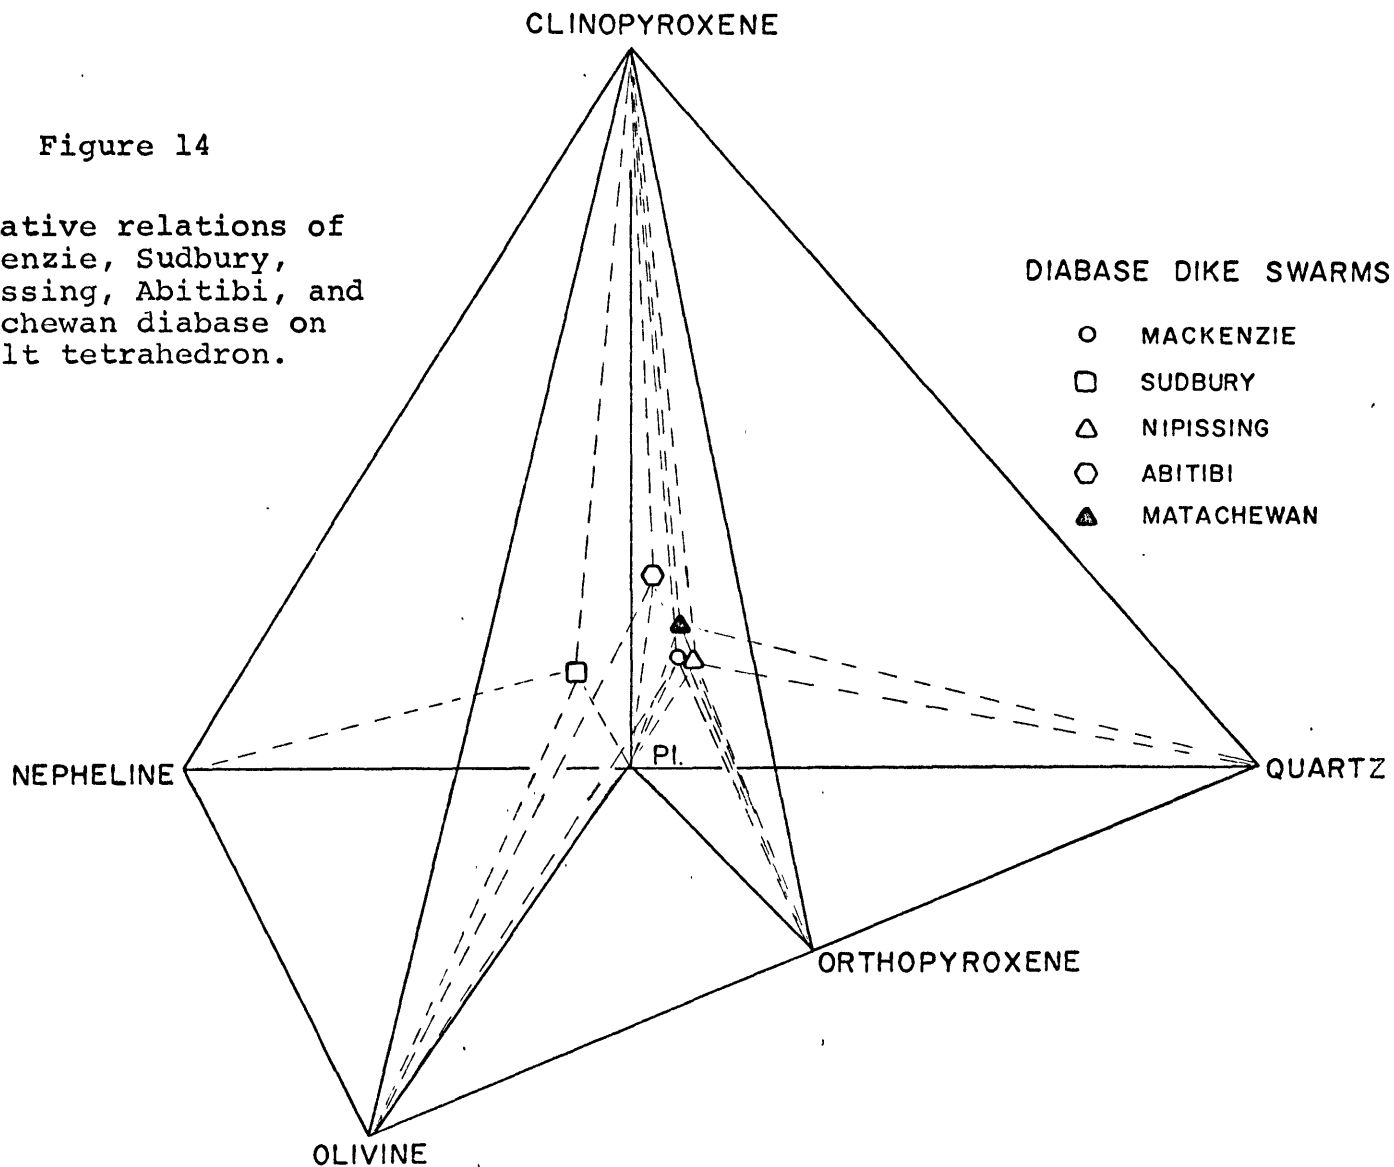 CLINOPYROXENE
Figure 14
ative relations of
enzie, Sudbury,
ssing, Abitibi, and
chewan diabase on
lt tetrahedron.
DIABASE DIKE SWARMS
MACKENZIE
SUDBURY
NIPISSING
ABITIBI
MATACHEWAN
Pl.
NEPHELINE
QUARTZ
ORTHOPYROXENE
OLIVINE